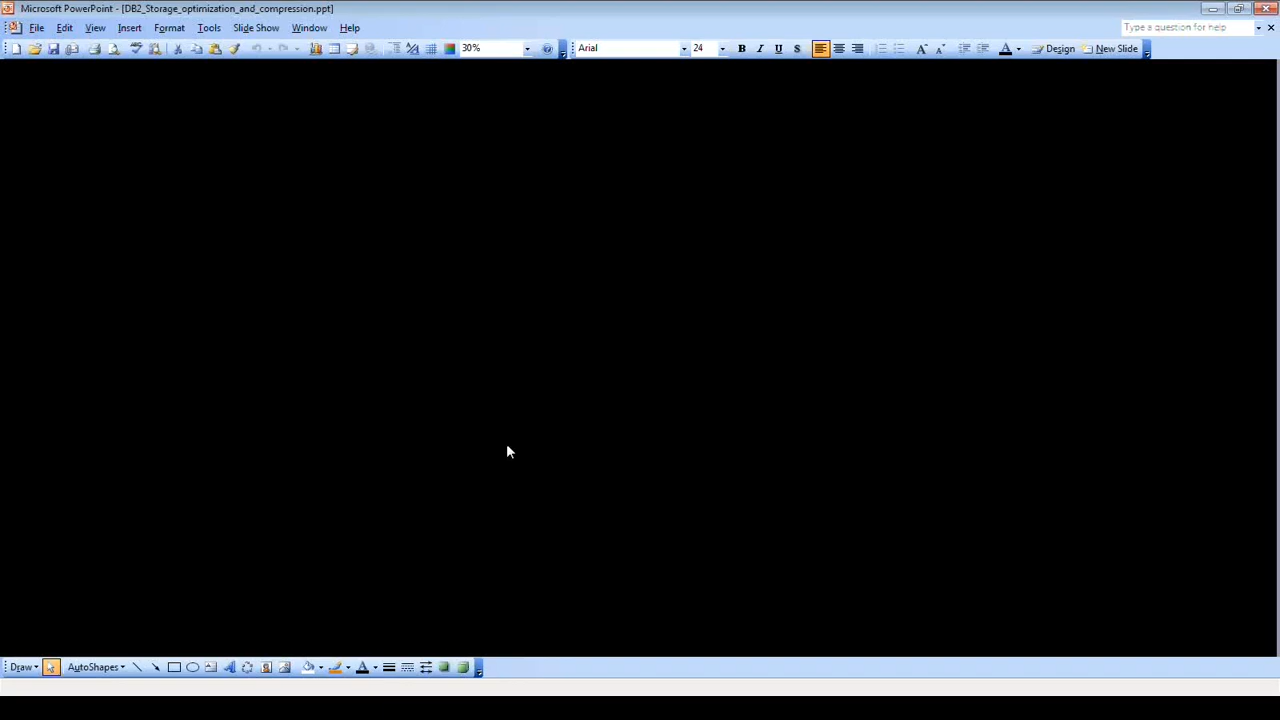 Microsoft PowerPoint - [DB2_Storage_optimization_and_compression.ppt]
File Edit View Insert Format Tools Slide Show Window Help Type a question for help
30% Arial 24 B I U S A A A Design New Slide
Draw AutoShapes A